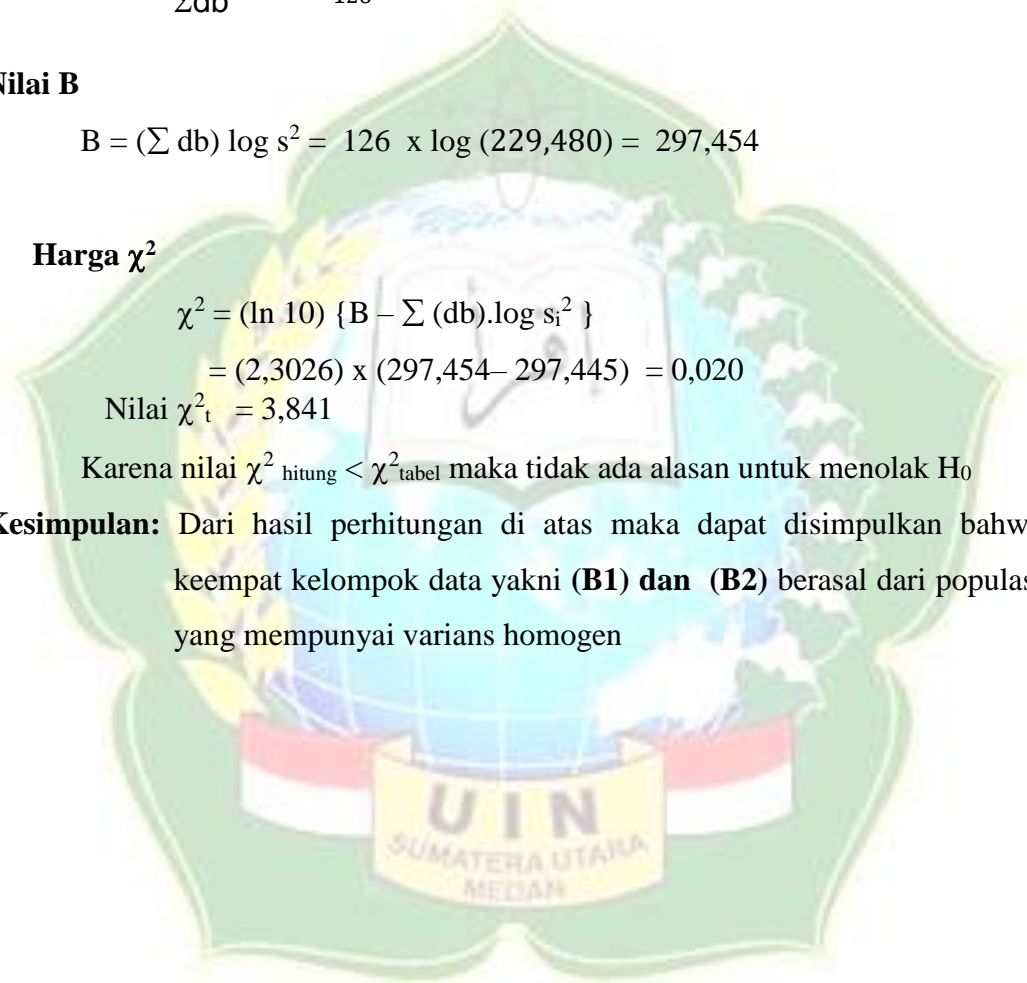 Σdb
Nilai B
B = (∑ db) log s² = 126 x log (229,480) = 297,454
Harga χ²
χ² = (ln 10) {B – ∑ (db).log sᵢ² }
= (2,3026) x (297,454– 297,445) = 0,020
Nilai χ²ₜ = 3,841
Karena nilai χ² hitung < χ²tabel maka tidak ada alasan untuk menolak H₀
Kesimpulan: Dari hasil perhitungan di atas maka dapat disimpulkan bahw
keempat kelompok data yakni (B1) dan (B2) berasal dari populas
yang mempunyai varians homogen
اقرأ
UIN
SUMATERA UTARA
MEDAN